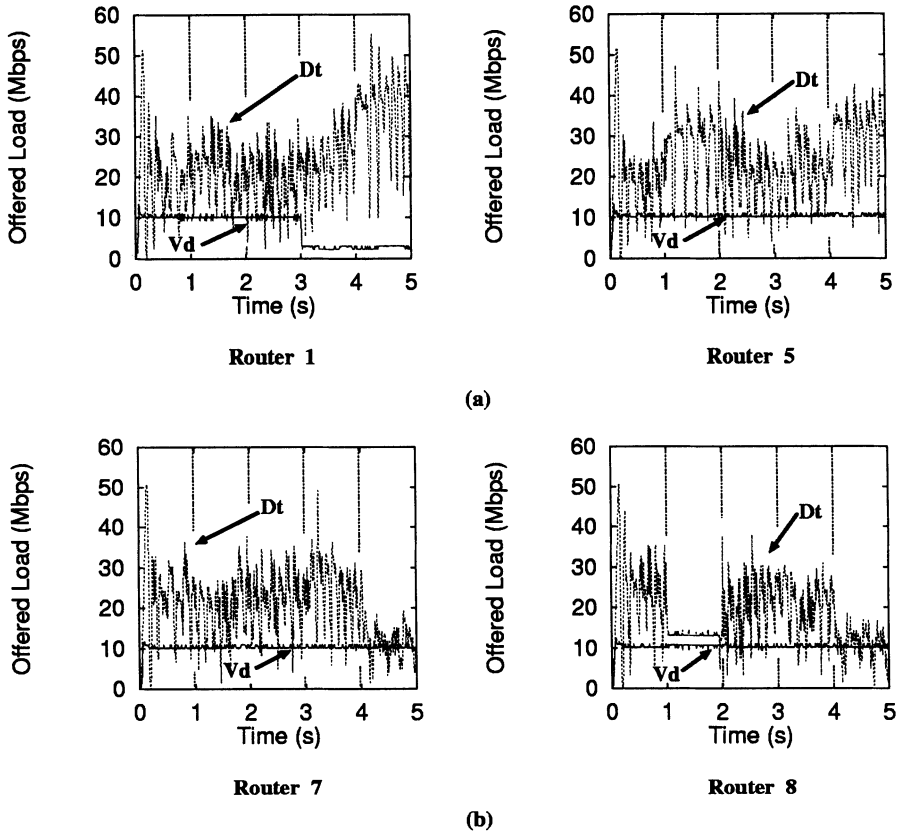 60
50
40
30
20
10
0
Offered Load (Mbps)
Dt
Vd
0 1 2 3 4 5
Time (s)
Router 1
60
50
40
30
20
10
0
Offered Load (Mbps)
Dt
Vd
0 1 2 3 4 5
Time (s)
Router 5
(a)
60
50
40
30
20
10
0
Offered Load (Mbps)
Dt
Vd
0 1 2 3 4 5
Time (s)
Router 7
60
50
40
30
20
10
0
Offered Load (Mbps)
Dt
Vd
0 1 2 3 4 5
Time (s)
Router 8
(b)